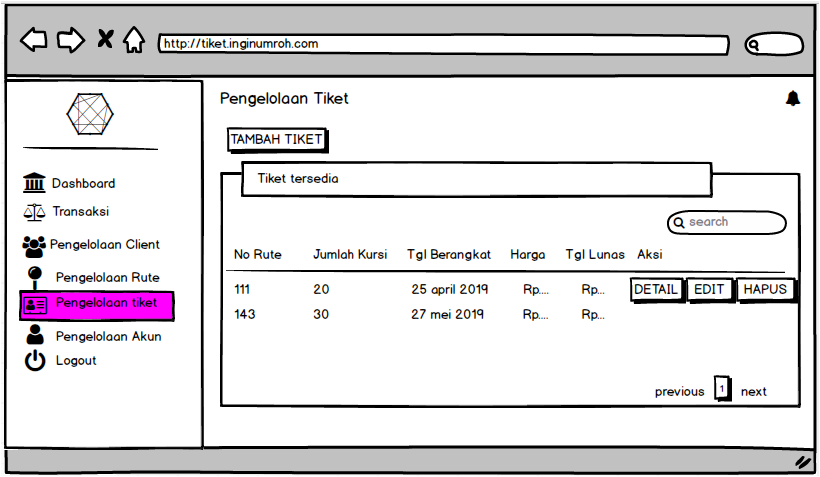 http://tiket.inginumroh.com
Pengelolaan Tiket
TAMBAH TIKET
Dashboard
Transaksi
Pengelolaan Client
Pengelolaan Rute
Pengelolaan tiket
Pengelolaan Akun
Logout
Tiket tersedia
search
No Rute Jumlah Kursi Tgl Berangkat Harga Tgl Lunas Aksi
111 20 25 april 2019 Rp.... Rp... DETAIL EDIT HAPUS
143 30 27 mei 2019 Rp.... Rp...
previous 1 next